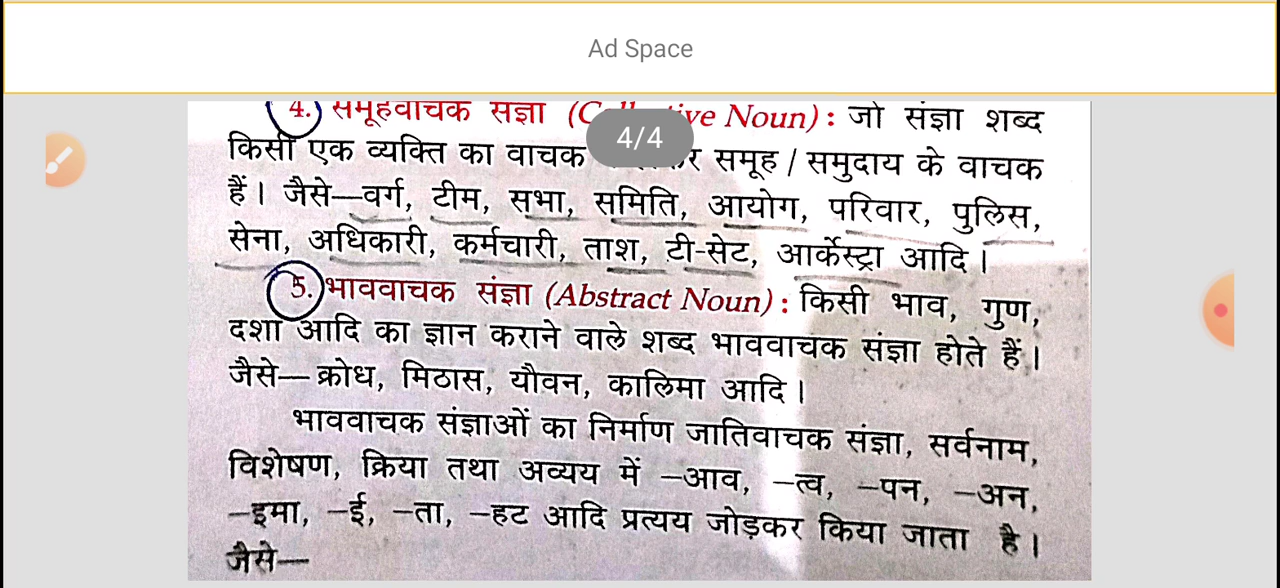 Ad Space
4. समूहवाचक संज्ञा (C ve Noun) : जो संज्ञा शब्द
4/4
किसी एक व्यक्ति का वाचक समूह / समुदाय के वाचक
हैं। जैसे—वर्ग, टीम, सभा, समिति, आयोग, परिवार, पुलिस,
सेना, अधिकारी, कर्मचारी, ताश, टी-सेट, आर्केस्ट्रा आदि।
5. भाववाचक संज्ञा (Abstract Noun) : किसी भाव, गुण,
दशा आदि का ज्ञान कराने वाले शब्द भाववाचक संज्ञा होते हैं।
जैसे— क्रोध, मिठास, यौवन, कालिमा आदि।
भाववाचक संज्ञाओं का निर्माण जातिवाचक संज्ञा, सर्वनाम,
विशेषण, क्रिया तथा अव्यय में –आव, –त्व, –पन, –अन,
–इमा, –ई, –ता, –हट आदि प्रत्यय जोड़कर किया जाता है।
जैसे—